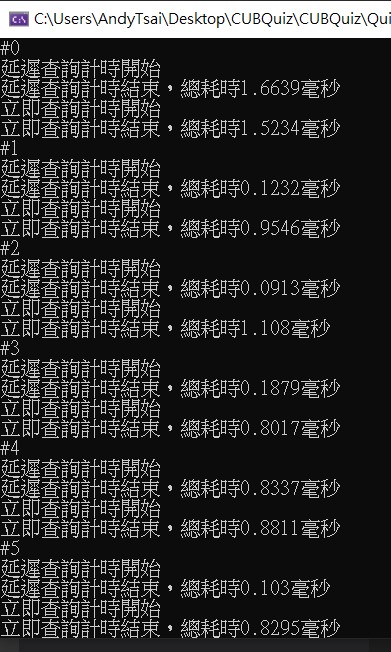 C:\Users\AndyTsai\Desktop\CUBQuiz\CUBQuiz\Qui
#0
延遲查詢計時開始
延遲查詢計時結束，總耗時1.6639毫秒
立即查詢計時開始
立即查詢計時結束，總耗時1.5234毫秒
#1
延遲查詢計時開始
延遲查詢計時結束，總耗時0.1232毫秒
立即查詢計時開始
立即查詢計時結束，總耗時0.9546毫秒
#2
延遲查詢計時開始
延遲查詢計時結束，總耗時0.0913毫秒
立即查詢計時開始
立即查詢計時結束，總耗時1.108毫秒
#3
延遲查詢計時開始
延遲查詢計時結束，總耗時0.1879毫秒
立即查詢計時開始
立即查詢計時結束，總耗時0.8017毫秒
#4
延遲查詢計時開始
延遲查詢計時結束，總耗時0.8337毫秒
立即查詢計時開始
立即查詢計時結束，總耗時0.8811毫秒
#5
延遲查詢計時開始
延遲查詢計時結束，總耗時0.103毫秒
立即查詢計時開始
立即查詢計時結束，總耗時0.8295毫秒